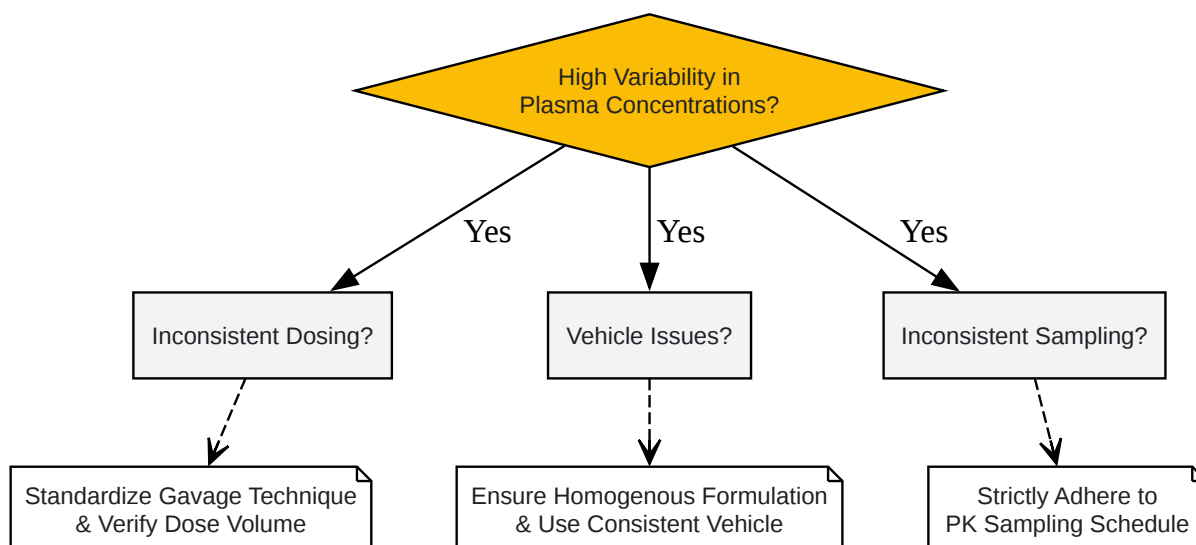 High Variability in
Plasma Concentrations?
Yes
Yes
Yes
Inconsistent Dosing?
Vehicle Issues?
Inconsistent Sampling?
Standardize Gavage Technique
& Verify Dose Volume
Ensure Homogenous Formulation
& Use Consistent Vehicle
Strictly Adhere to
PK Sampling Schedule